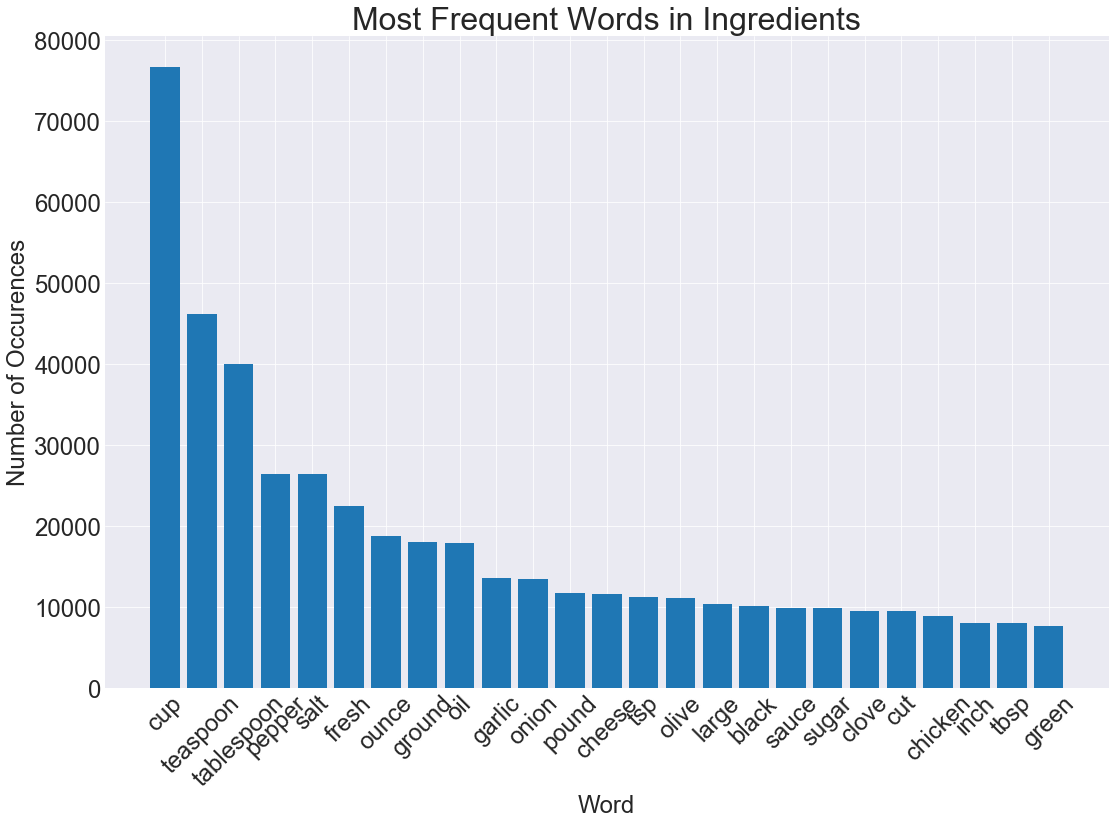 Most Frequent Words in Ingredients
80000
70000
60000
50000
40000
30000
20000
10000
0
Number of Occurences
cup
teaspoon
tablespoon
pepper
salt
fresh
ounce
ground
oil
garlic
onion
pound
cheese
tsp
olive
large
black
sauce
sugar
clove
cut
chicken
inch
tbsp
green
Word